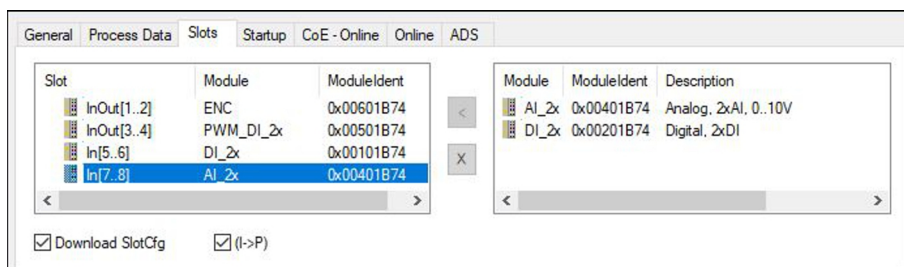 General Process Data Slots Startup CoE - Online Online ADS
Slot Module ModuleIdent
InOut[1..2] ENC 0x00601B74
InOut[3..4] PWM_DI_2x 0x00501B74
In[5..6] DI_2x 0x00101B74
In[7..8] AI_2x 0x00401B74
<
X
Module ModuleIdent Description
AI_2x 0x00401B74 Analog, 2xAI, 0..10V
DI_2x 0x00201B74 Digital, 2xDI
Download SlotCfg (I->P)